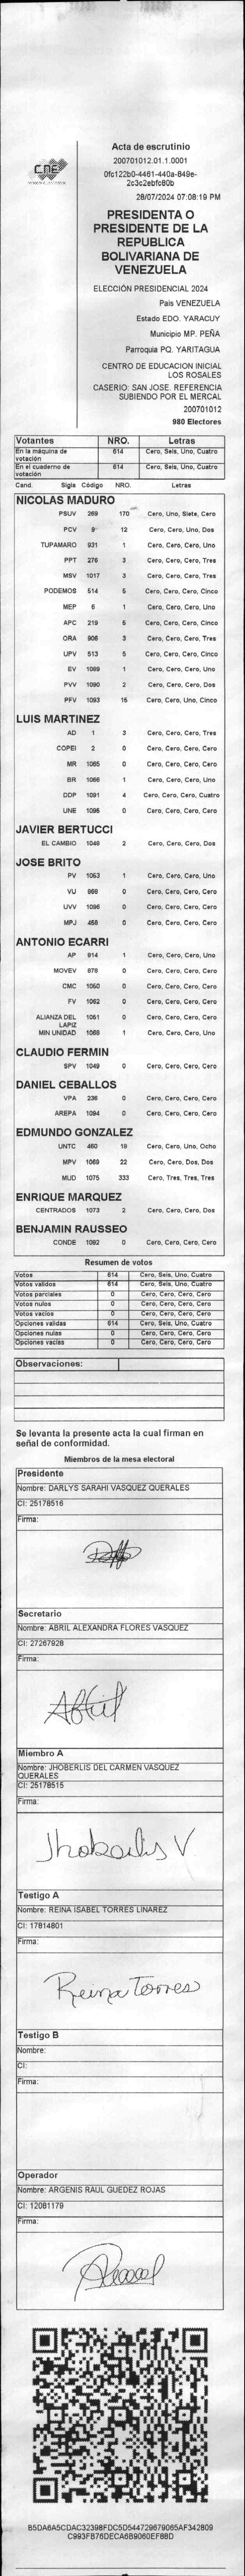 CNE
Acta de escrutinio
200701012.01.1.0001
0fc122b0-4461-440a-849e-
2c3c2ebfc80b
28/07/2024 07:08:19 PM
PRESIDENTA O
PRESIDENTE DE LA
REPUBLICA
BOLIVARIANA DE
VENEZUELA
ELECCIÓN PRESIDENCIAL 2024
Pais VENEZUELA
Estado EDO. YARACUY
Municipio MP. PEÑA
Parroquia PQ. YARITAGUA
CENTRO DE EDUCACION INICIAL
LOS ROSALES
CASERIO: SAN JOSE. REFERENCIA
SUBIENDO POR EL MERCAL
200701012
980 Electores
Votantes NRO. Letras
En la máquina de votación 614 Cero, Seis, Uno, Cuatro
En el cuaderno de votación 614 Cero, Seis, Uno, Cuatro
Cand. Sigla Código NRO. Letras
NICOLAS MADURO
PSUV 269 170 Cero, Uno, Siete, Cero
PCV 9 12 Cero, Cero, Uno, Dos
TUPAMARO 931 1 Cero, Cero, Cero, Uno
PPT 276 3 Cero, Cero, Cero, Tres
MSV 1017 3 Cero, Cero, Cero, Tres
PODEMOS 514 5 Cero, Cero, Cero, Cinco
MEP 6 1 Cero, Cero, Cero, Uno
APC 219 5 Cero, Cero, Cero, Cinco
ORA 906 3 Cero, Cero, Cero, Tres
UPV 513 5 Cero, Cero, Cero, Cinco
EV 1089 1 Cero, Cero, Cero, Uno
PVV 1090 2 Cero, Cero, Cero, Dos
PFV 1093 15 Cero, Cero, Uno, Cinco
LUIS MARTINEZ
AD 1 3 Cero, Cero, Cero, Tres
COPEI 2 0 Cero, Cero, Cero, Cero
MR 1065 0 Cero, Cero, Cero, Cero
BR 1066 1 Cero, Cero, Cero, Uno
DDP 1091 4 Cero, Cero, Cero, Cuatro
UNE 1095 0 Cero, Cero, Cero, Cero
JAVIER BERTUCCI
EL CAMBIO 1048 2 Cero, Cero, Cero, Dos
JOSE BRITO
PV 1053 1 Cero, Cero, Cero, Uno
VU 868 0 Cero, Cero, Cero, Cero
UVV 1096 0 Cero, Cero, Cero, Cero
MPJ 458 0 Cero, Cero, Cero, Cero
ANTONIO ECARRI
AP 914 1 Cero, Cero, Cero, Uno
MOVEV 878 0 Cero, Cero, Cero, Cero
CMC 1050 0 Cero, Cero, Cero, Cero
FV 1062 0 Cero, Cero, Cero, Cero
ALIANZA DEL LAPIZ 1051 0 Cero, Cero, Cero, Cero
MIN UNIDAD 1068 1 Cero, Cero, Cero, Uno
CLAUDIO FERMIN
SPV 1049 0 Cero, Cero, Cero, Cero
DANIEL CEBALLOS
VPA 236 0 Cero, Cero, Cero, Cero
AREPA 1094 0 Cero, Cero, Cero, Cero
EDMUNDO GONZALEZ
UNTC 460 18 Cero, Cero, Uno, Ocho
MPV 1069 22 Cero, Cero, Dos, Dos
MUD 1075 333 Cero, Tres, Tres, Tres
ENRIQUE MARQUEZ
CENTRADOS 1073 2 Cero, Cero, Cero, Dos
BENJAMIN RAUSSEO
CONDE 1092 0 Cero, Cero, Cero, Cero
Resumen de votos
Votos 614 Cero, Seis, Uno, Cuatro
Votos validos 614 Cero, Seis, Uno, Cuatro
Votos parciales 0 Cero, Cero, Cero, Cero
Votos nulos 0 Cero, Cero, Cero, Cero
Votos vacios 0 Cero, Cero, Cero, Cero
Opciones validas 614 Cero, Seis, Uno, Cuatro
Opciones nulas 0 Cero, Cero, Cero, Cero
Opciones vacias 0 Cero, Cero, Cero, Cero
Observaciones:
Se levanta la presente acta la cual firman en
señal de conformidad.
Miembros de la mesa electoral
Presidente
Nombre: DARLYS SARAHI VASQUEZ QUERALES
CI: 25178516
Firma:
Secretario
Nombre: ABRIL ALEXANDRA FLORES VASQUEZ
CI: 27267928
Firma:
Abril
Miembro A
Nombre: JHOBERLIS DEL CARMEN VASQUEZ
QUERALES
CI: 25178515
Firma:
Jhoberlis V
Testigo A
Nombre: REINA ISABEL TORRES LINAREZ
CI: 17814801
Firma:
Reina Torres
Testigo B
Nombre:
CI:
Firma:
Operador
Nombre: ARGENIS RAUL GUEDEZ ROJAS
CI: 12081179
Firma:
B5DA6A5CDAC32398FDC5D544729679065AF342809
C993FB76DECA6B9060EF88D